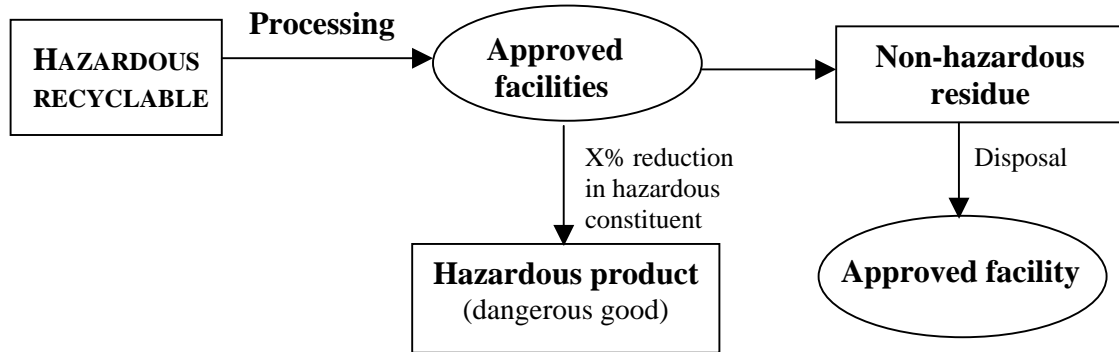 HAZARDOUS
RECYCLABLE
Processing
Approved
facilities
Non-hazardous
residue
X% reduction
in hazardous
constituent
Disposal
Hazardous product
(dangerous good)
Approved facility